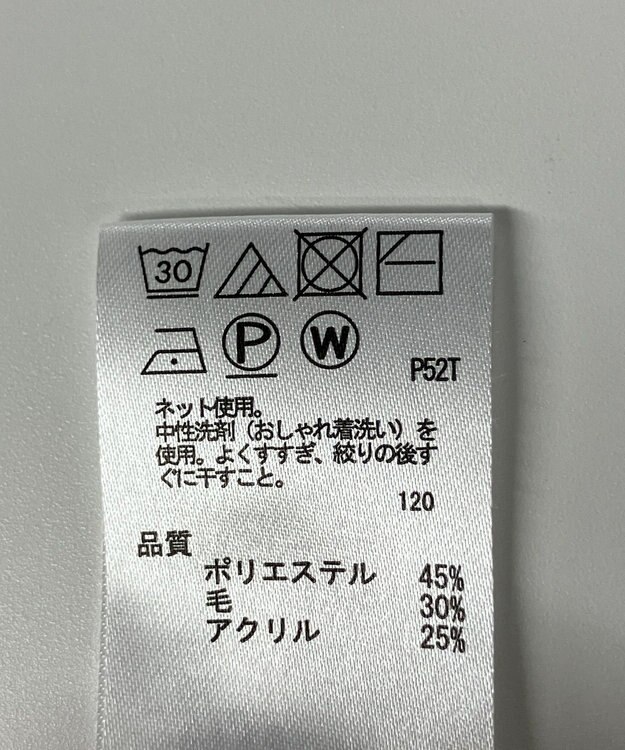 30
P W
P52T
ネット使用。
中性洗剤（おしゃれ着洗い）を
使用。よくすすぎ、絞りの後す
ぐに干すこと。
120
品質
ポリエステル 45%
毛 30%
アクリル 25%